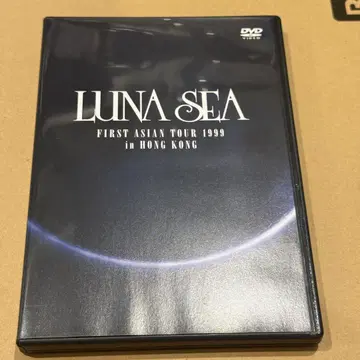 DVD
VIDEO
LUNA SEA
FIRST ASIAN TOUR 1999
in HONG KONG